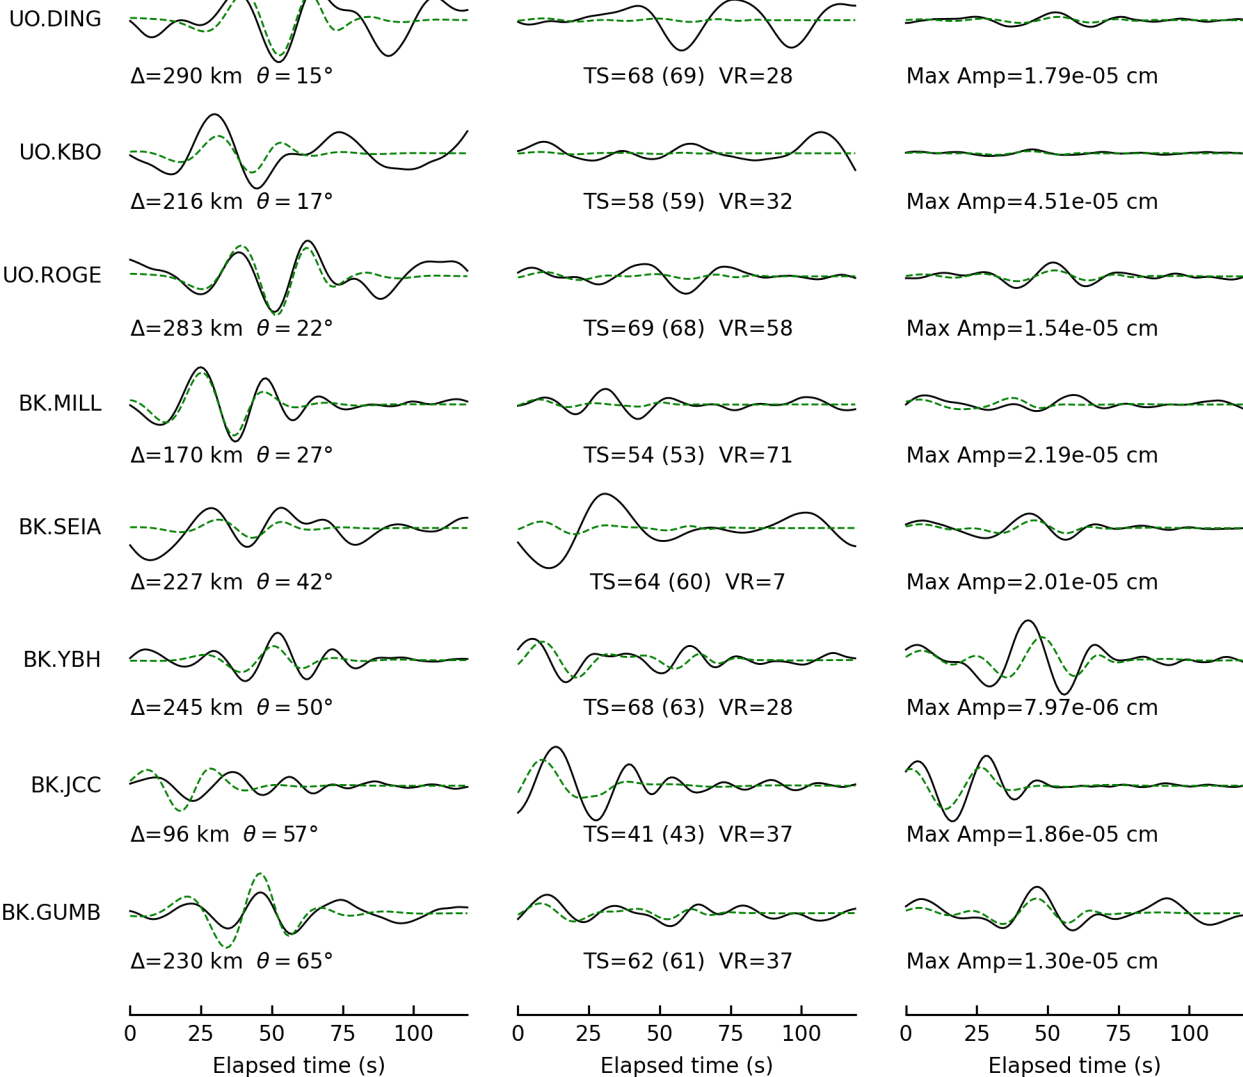 UO.DING
Δ=290 km θ = 15° TS=68 (69) VR=28 Max Amp=1.79e-05 cm
UO.KBO
Δ=216 km θ = 17° TS=58 (59) VR=32 Max Amp=4.51e-05 cm
UO.ROGE
Δ=283 km θ = 22° TS=69 (68) VR=58 Max Amp=1.54e-05 cm
BK.MILL
Δ=170 km θ = 27° TS=54 (53) VR=71 Max Amp=2.19e-05 cm
BK.SEIA
Δ=227 km θ = 42° TS=64 (60) VR=7 Max Amp=2.01e-05 cm
BK.YBH
Δ=245 km θ = 50° TS=68 (63) VR=28 Max Amp=7.97e-06 cm
BK.JCC
Δ=96 km θ = 57° TS=41 (43) VR=37 Max Amp=1.86e-05 cm
BK.GUMB
Δ=230 km θ = 65° TS=62 (61) VR=37 Max Amp=1.30e-05 cm
0 25 50 75 100 0 25 50 75 100 0 25 50 75 100
Elapsed time (s) Elapsed time (s) Elapsed time (s)